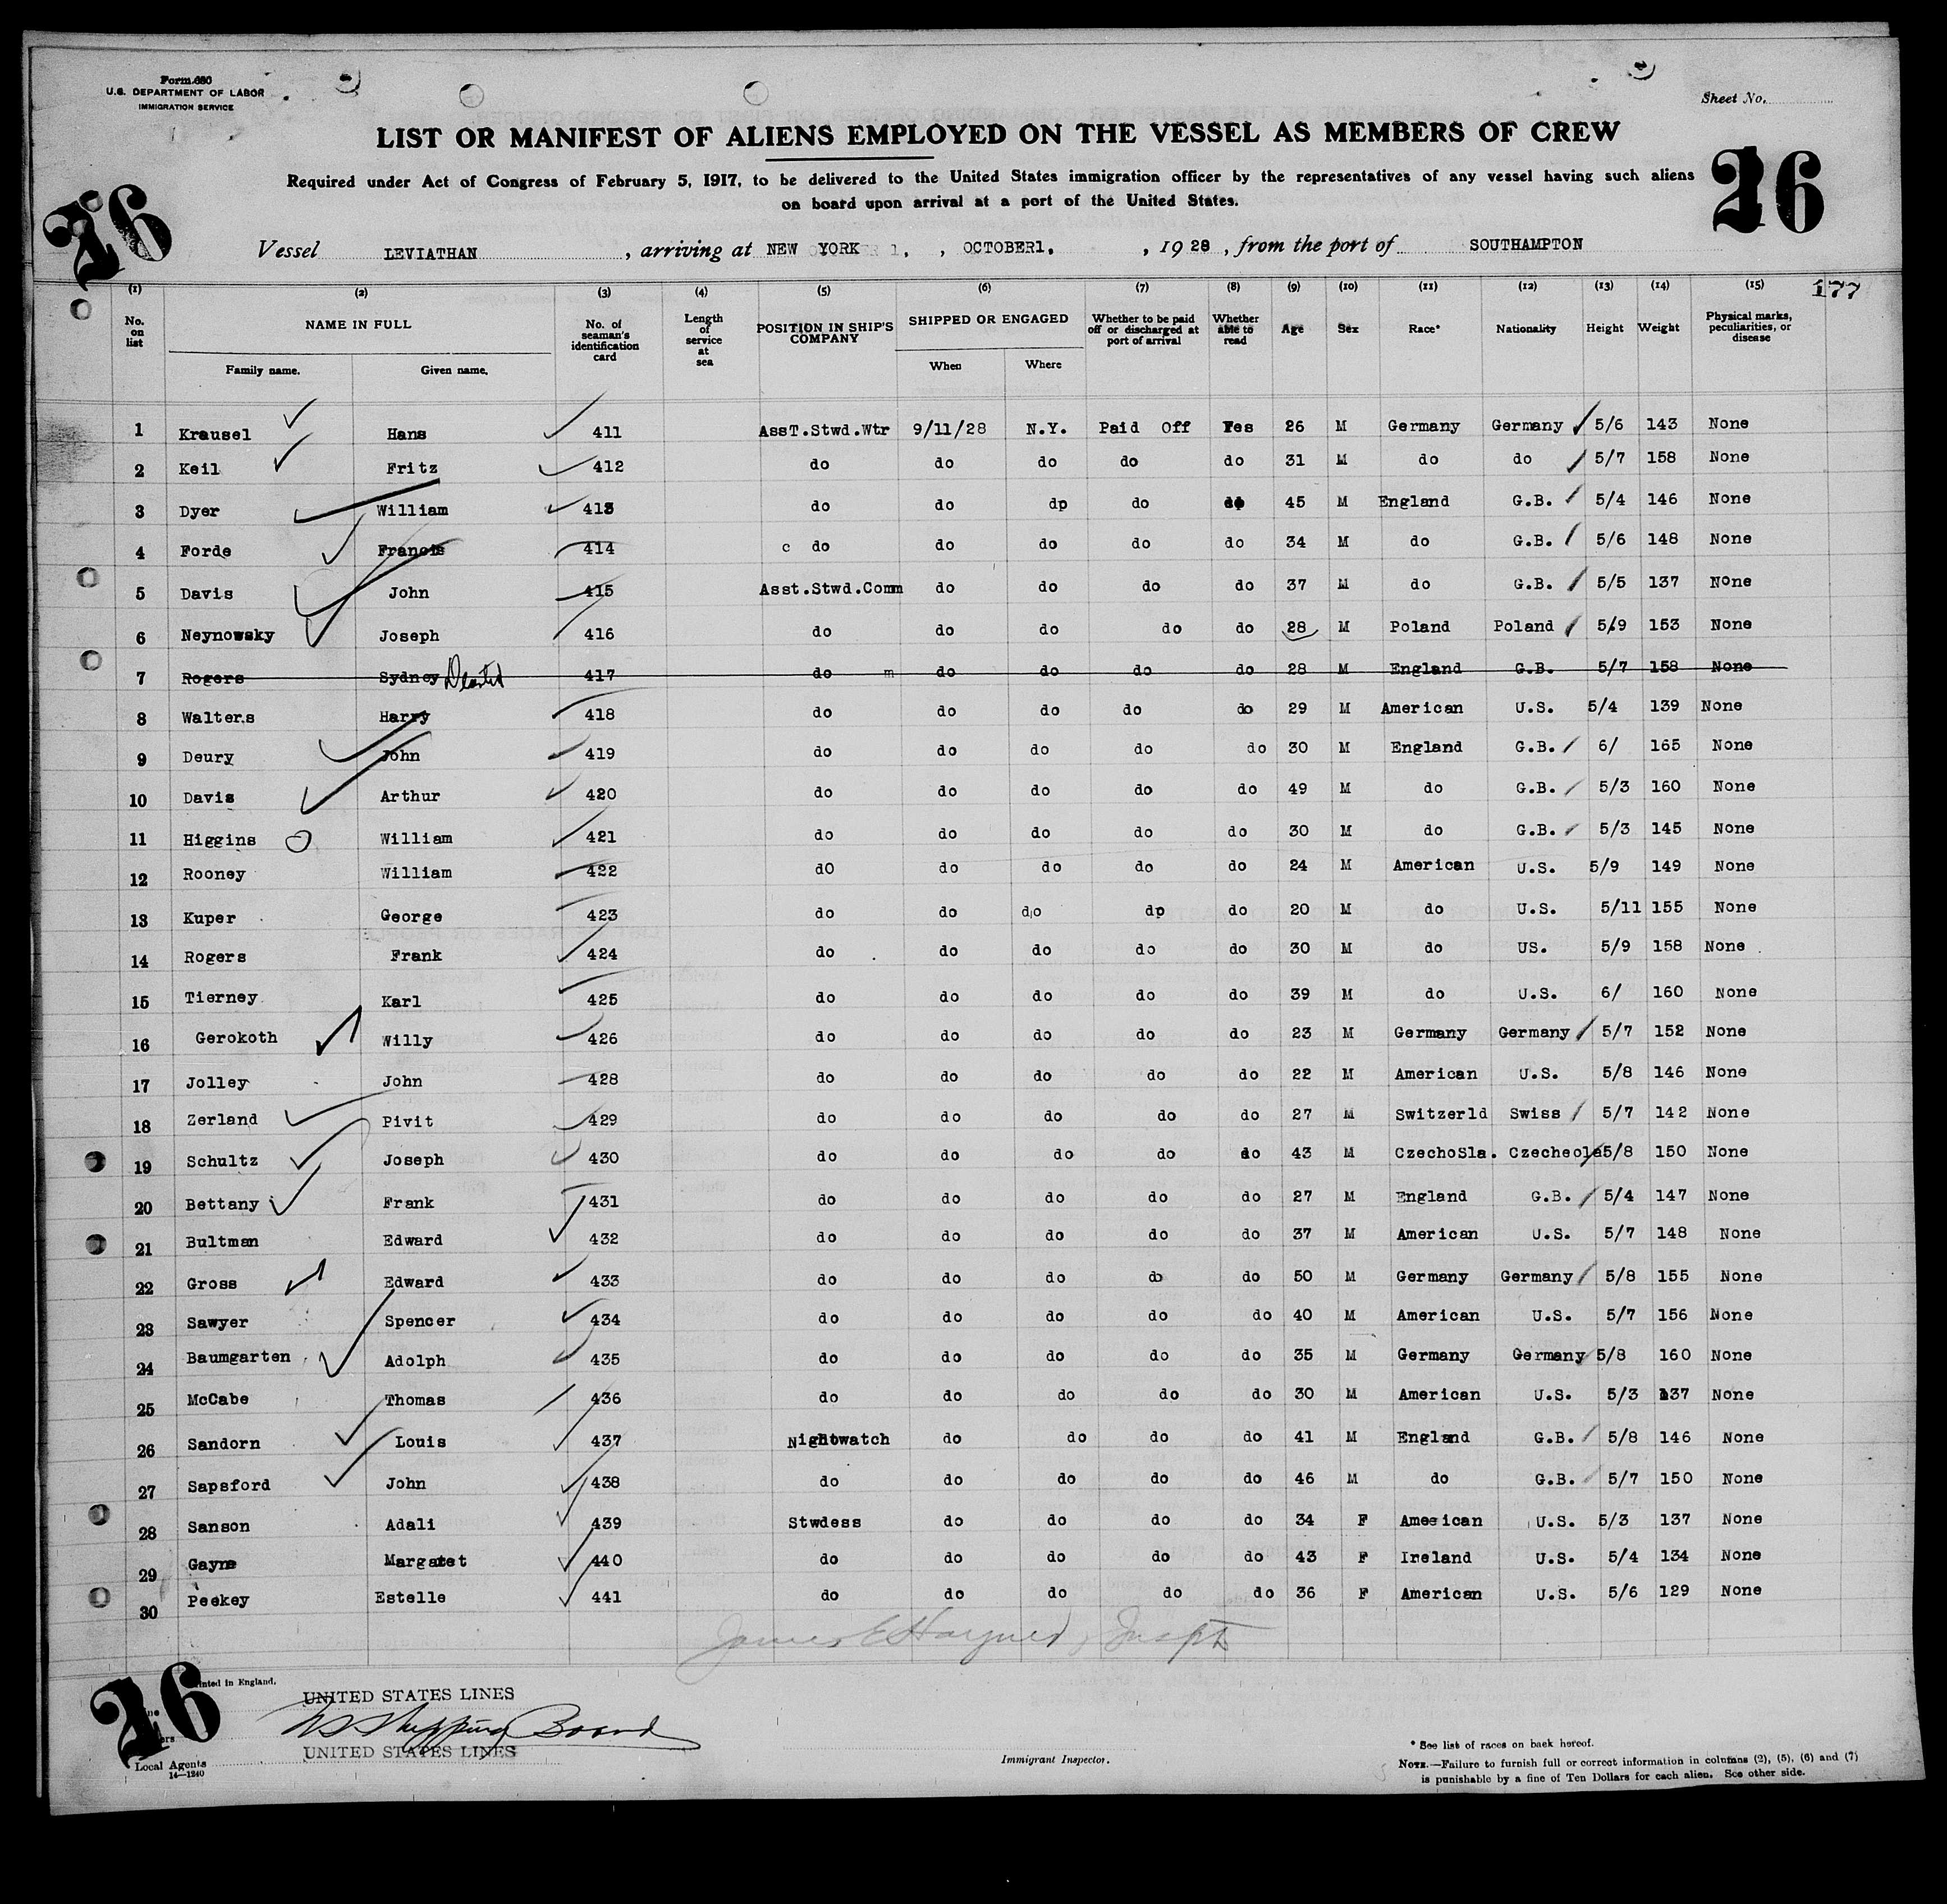 Form 680
U.S. DEPARTMENT OF LABOR
IMMIGRATION SERVICE
Sheet No.
LIST OR MANIFEST OF ALIENS EMPLOYED ON THE VESSEL AS MEMBERS OF CREW
Required under Act of Congress of February 5, 1917, to be delivered to the United States immigration officer by the representatives of any vessel having such aliens
on board upon arrival at a port of the United States.
26 26
Vessel LEVIATHAN, arriving at NEW YORK, OCTOBER1, 1928, from the port of SOUTHAMPTON
177
(1) (2) (3) (4) (5) (6) (7) (8) (9) (10) (11) (12) (13) (14) (15)
No. on list NAME IN FULL Family name. Given name. No. of seaman's identification card Length of service at sea POSITION IN SHIP'S COMPANY SHIPPED OR ENGAGED When Where Whether to be paid off or discharged at port of arrival Whether able to read Age Sex Race* Nationality Height Weight Physical marks, peculiarities, or disease
1 Krausel Hans 411 AssT.Stwd.Wtr 9/11/28 N.Y. Paid Off Yes 26 M Germany Germany 5/6 143 None
2 Keil Fritz 412 do do do do do 31 M do do 5/7 158 None
3 Dyer William 413 do do dp do do 45 M England G.B. 5/4 146 None
4 Forde Francis 414 c do do do do do 34 M do G.B. 5/6 148 None
5 Davis John 415 Asst.Stwd.Comm do do do do 37 M do G.B. 5/5 137 None
6 Neynowsky Joseph 416 do do do do do 28 M Poland Poland 5/9 153 None
7 Rogers Sydney 417 do m do do do do 28 M England G.B. 5/7 158 None
8 Walters Harry 418 do do do do do 29 M American U.S. 5/4 139 None
9 Deury John 419 do do do do do 30 M England G.B. 6/ 165 None
10 Davis Arthur 420 do do do do do 49 M do G.B. 5/3 160 None
11 Higgins William 421 do do do do do 30 M do G.B. 5/3 145 None
12 Rooney William 422 dO do do do do 24 M American U.S. 5/9 149 None
13 Kuper George 423 do do do dp do 20 M do U.S. 5/11 155 None
14 Rogers Frank 424 do do do do do 30 M do US. 5/9 158 None
15 Tierney Karl 425 do do do do do 39 M do U.S. 6/ 160 None
16 Gerokoth Willy 426 do do do do do 23 M Germany Germany 5/7 152 None
17 Jolley John 428 do do do do do 22 M American U.S. 5/8 146 None
18 Zerland Pivit 429 do do do do do 27 M Switzerld Swiss 5/7 142 None
19 Schultz Joseph 430 do do do do do 43 M CzechoSla. Czecheola 5/8 150 None
20 Bettany Frank 431 do do do do do 27 M England G.B. 5/4 147 None
21 Bultman Edward 432 do do do do do 37 M American U.S. 5/7 148 None
22 Gross Edward 433 do do do do do 50 M Germany Germany 5/8 155 None
23 Sawyer Spencer 434 do do do do do 40 M American U.S. 5/7 156 None
24 Baumgarten Adolph 435 do do do do do 35 M Germany Germany 5/8 160 None
25 McCabe Thomas 436 do do do do do 30 M American U.S. 5/3 137 None
26 Sandorn Louis 437 Nightwatch do do do do 41 M England G.B. 5/8 146 None
27 Sapsford John 438 do do do do do 46 M do G.B. 5/7 150 None
28 Sanson Adali 439 Stwdess do do do do 34 F American U.S. 5/3 137 None
29 Gayne Margaret 440 do do do do do 43 F Ireland U.S. 5/4 134 None
30 Peekey Estelle 441 do do do do do 36 F American U.S. 5/6 129 None
26
Printed in England.
UNITED STATES LINES
US Shipping Board
UNITED STATES LINES
Local Agents
14—1240
Immigrant Inspector.
* See list of races on back hereof.
NOTE.—Failure to furnish full or correct information in columns (2), (5), (6) and (7)
is punishable by a fine of Ten Dollars for each alien. See other side.